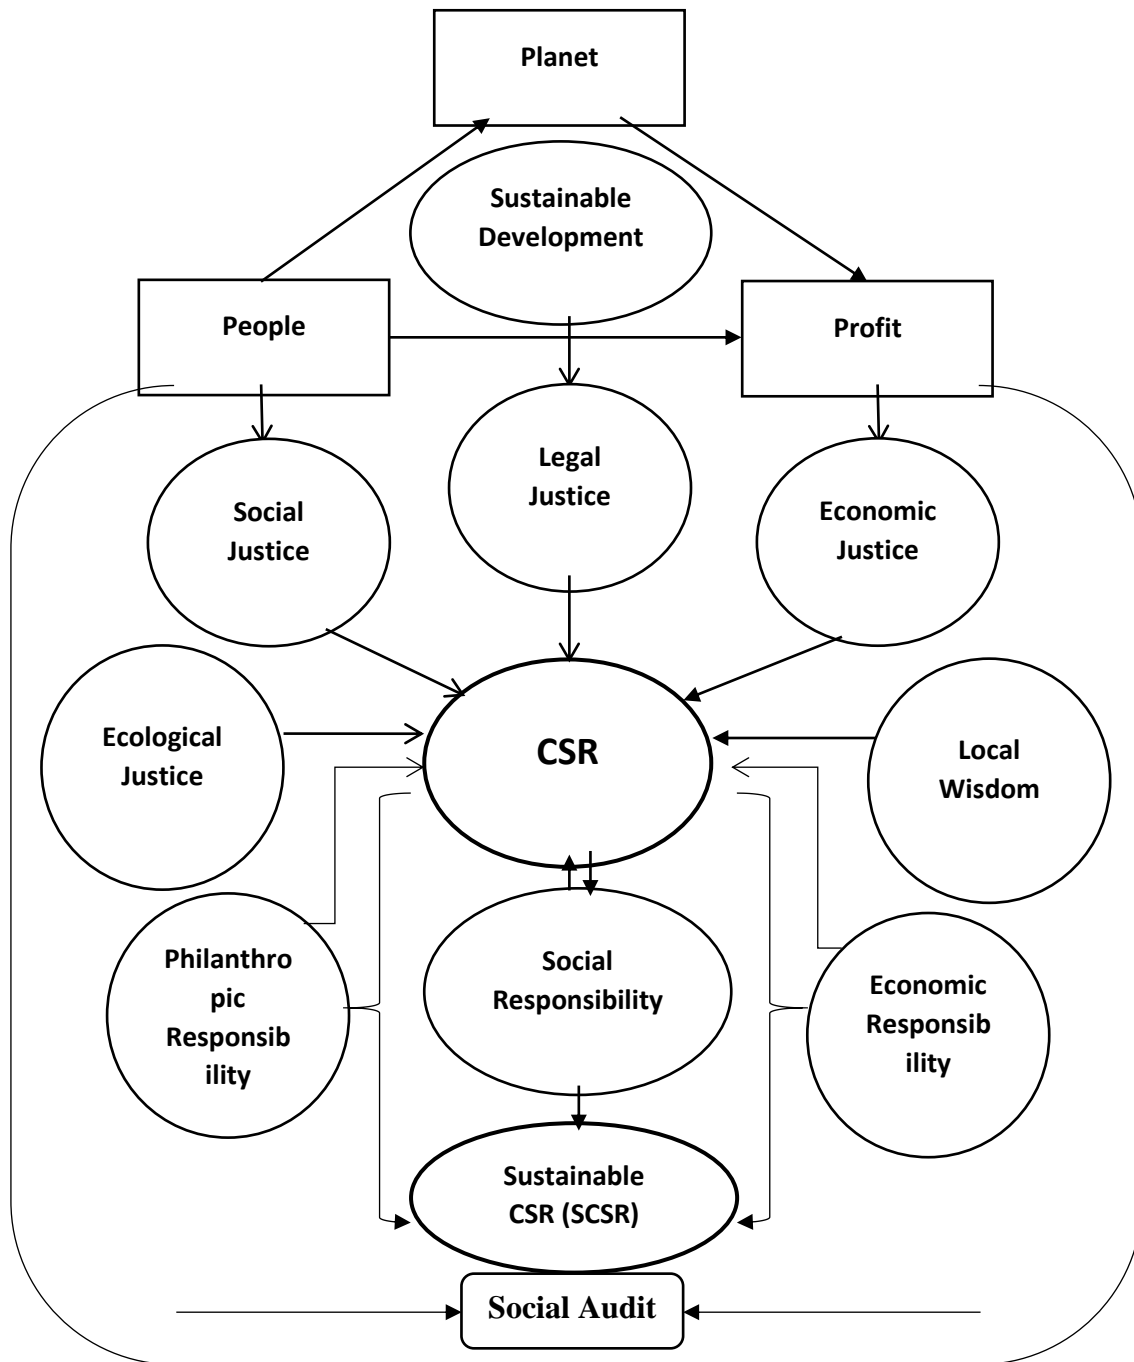 Planet
Sustainable
Development
People
Profit
Legal
Justice
Social
Justice
Economic
Justice
Ecological
Justice
CSR
Local
Wisdom
Philanthro
pic
Responsib
ility
Social
Responsibility
Economic
Responsib
ility
Sustainable
CSR (SCSR)
Social Audit